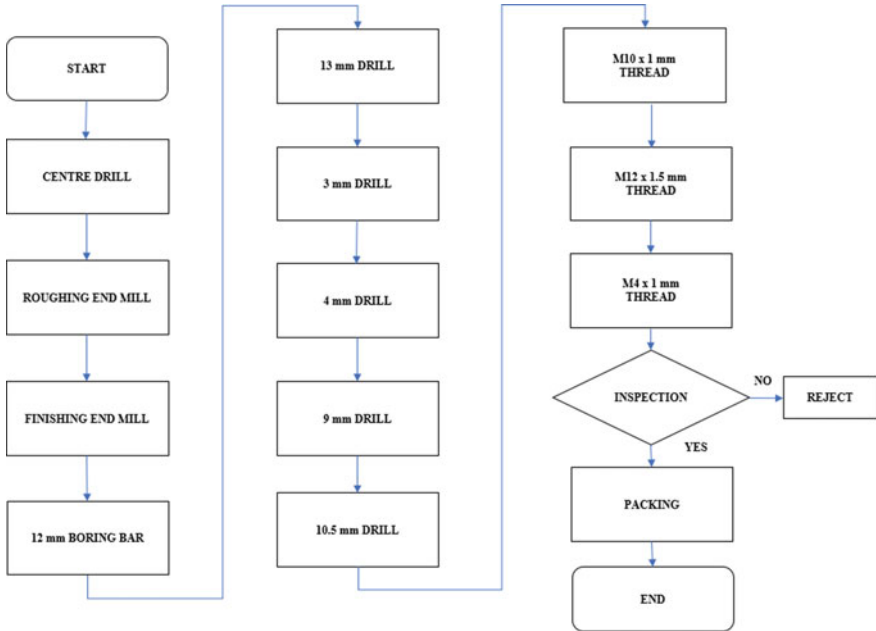 START
CENTRE DRILL
ROUGHING END MILL
FINISHING END MILL
12 mm BORING BAR
13 mm DRILL
3 mm DRILL
4 mm DRILL
9 mm DRILL
10.5 mm DRILL
M10 x 1 mm
THREAD
M12 x 1.5 mm
THREAD
M4 x 1 mm
THREAD
INSPECTION
NO
REJECT
YES
PACKING
END